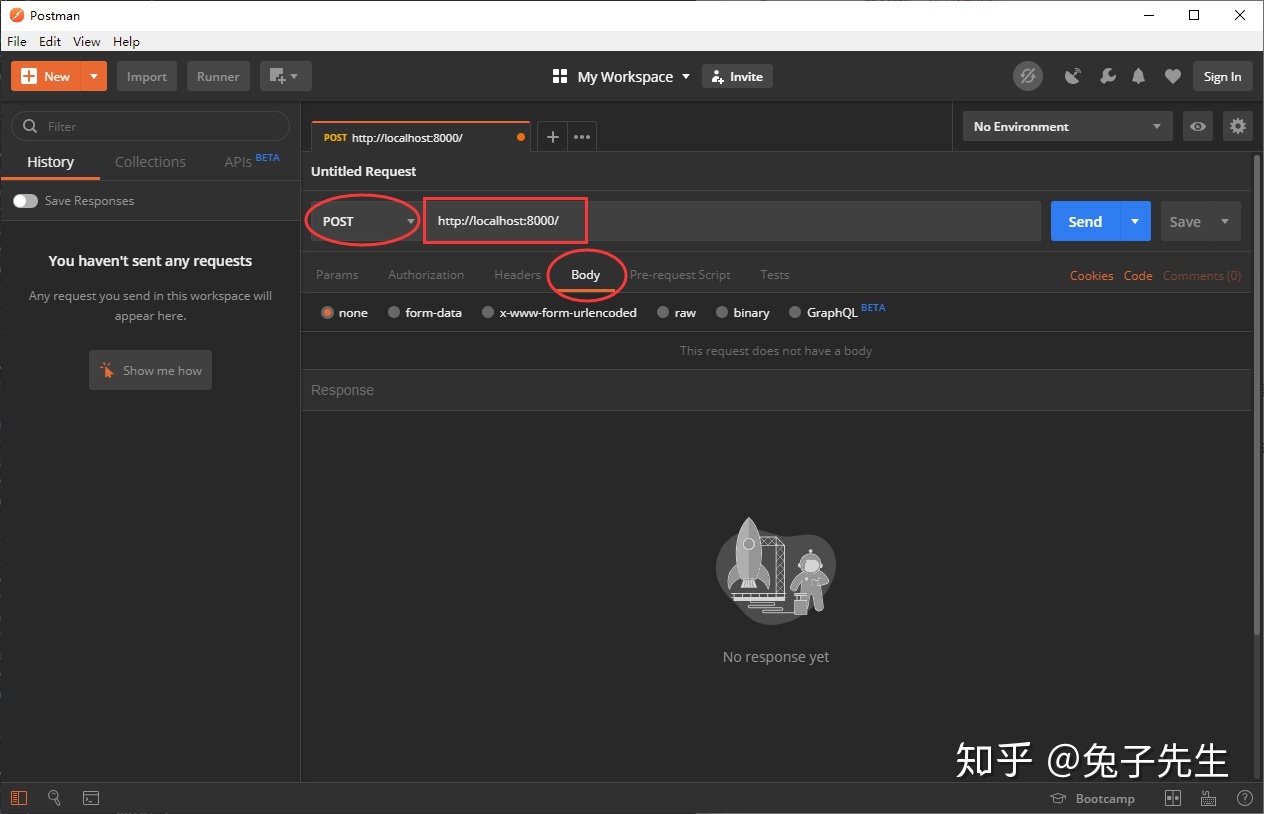 Postman
File Edit View Help
New Import Runner My Workspace Invite Sign In
Filter
History Collections APIs BETA
Save Responses
You haven't sent any requests
Any request you send in this workspace will
appear here.
Show me how
POST http://localhost:8000/ No Environment
Untitled Request
POST http://localhost:8000/ Send Save
Params Authorization Headers Body Pre-request Script Tests Cookies Code Comments (0)
none form-data x-www-form-urlencoded raw binary GraphQL BETA
This request does not have a body
Response
No response yet
知乎 @兔子先生
Bootcamp